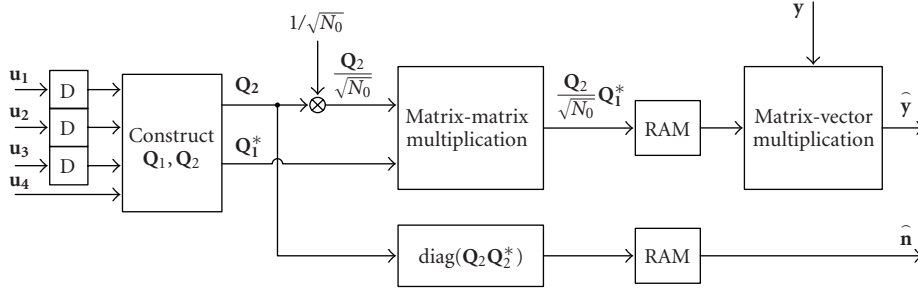 1/√N₀
y
u₁
D
Q₂
Q₂/√N₀
Q₂/√N₀ Q₁*
u₂
D
Construct
Q₁, Q₂
Matrix-matrix
multiplication
RAM
Matrix-vector
multiplication
ŷ
u₃
D
Q₁*
u₄
diag(Q₂Q₂*)
RAM
n̂